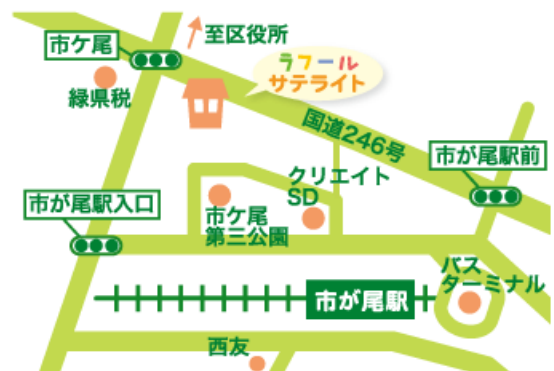 至区役所
市ケ尾
ラフール
サテライト
緑県税
国道246号
市が尾駅前
クリエイト
SD
市が尾駅入口
市ケ尾
第三公園
バス
ターミナル
市が尾駅
西友